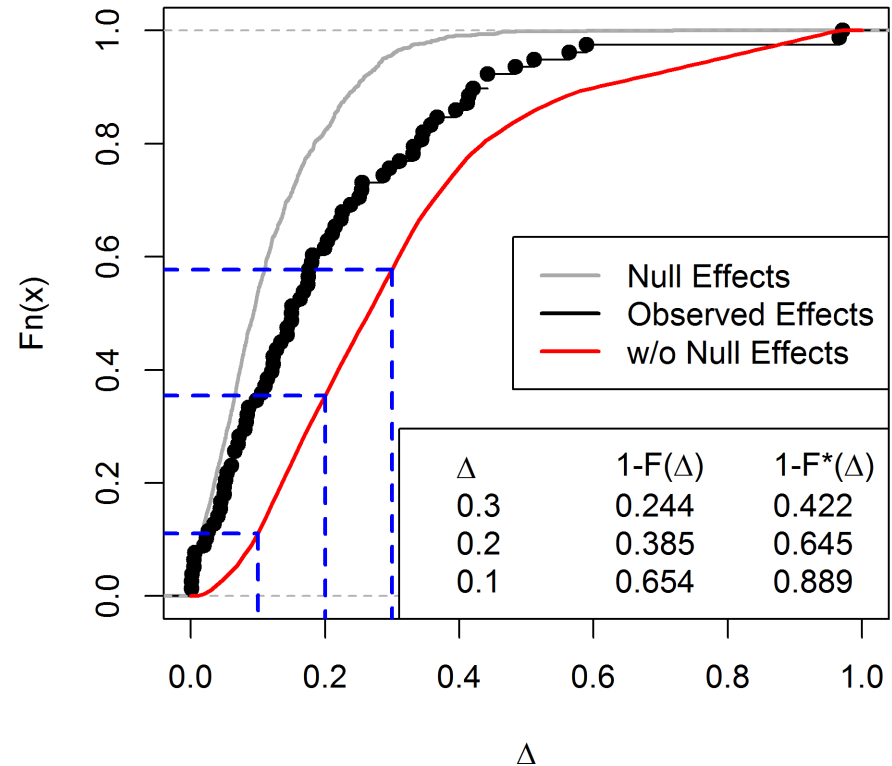 Fn(x)
1.0
0.8
0.6
0.4
0.2
0.0
Null Effects
Observed Effects
w/o Null Effects
Δ 1-F(Δ) 1-F*(Δ)
0.3 0.244 0.422
0.2 0.385 0.645
0.1 0.654 0.889
0.0 0.2 0.4 0.6 0.8 1.0
Δ